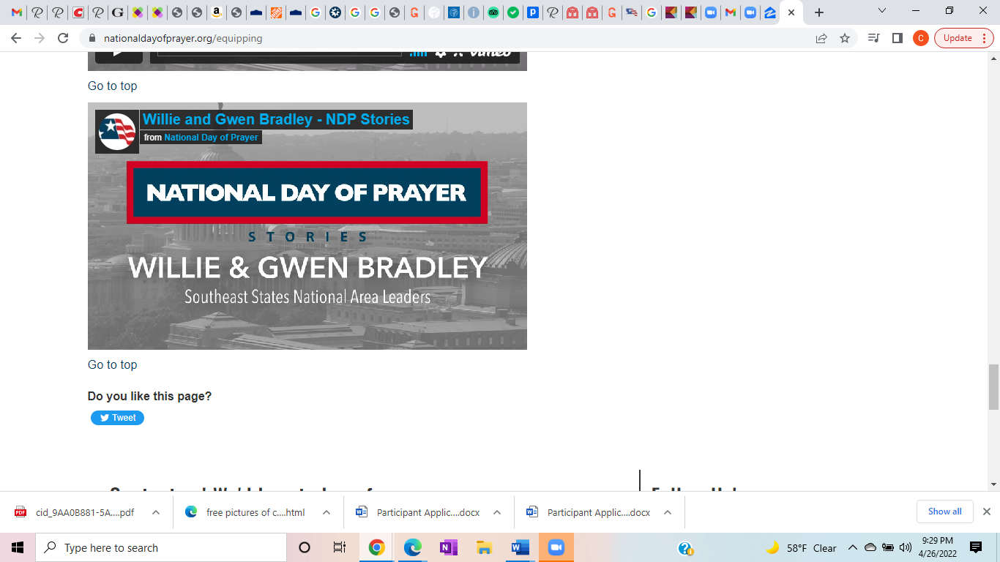 nationaldayofprayer.org/equipping
Update
vimeo
Go to top
Willie and Gwen Bradley - NDP Stories
from National Day of Prayer
NATIONAL DAY OF PRAYER
STORIES
WILLIE & GWEN BRADLEY
Southeast States National Area Leaders
Go to top
Do you like this page?
Tweet
cid_9AA0B881-5A....pdf
free pictures of c....html
Participant Applic....docx
Participant Applic....docx
Show all
Type here to search
58°F Clear
9:29 PM
4/26/2022